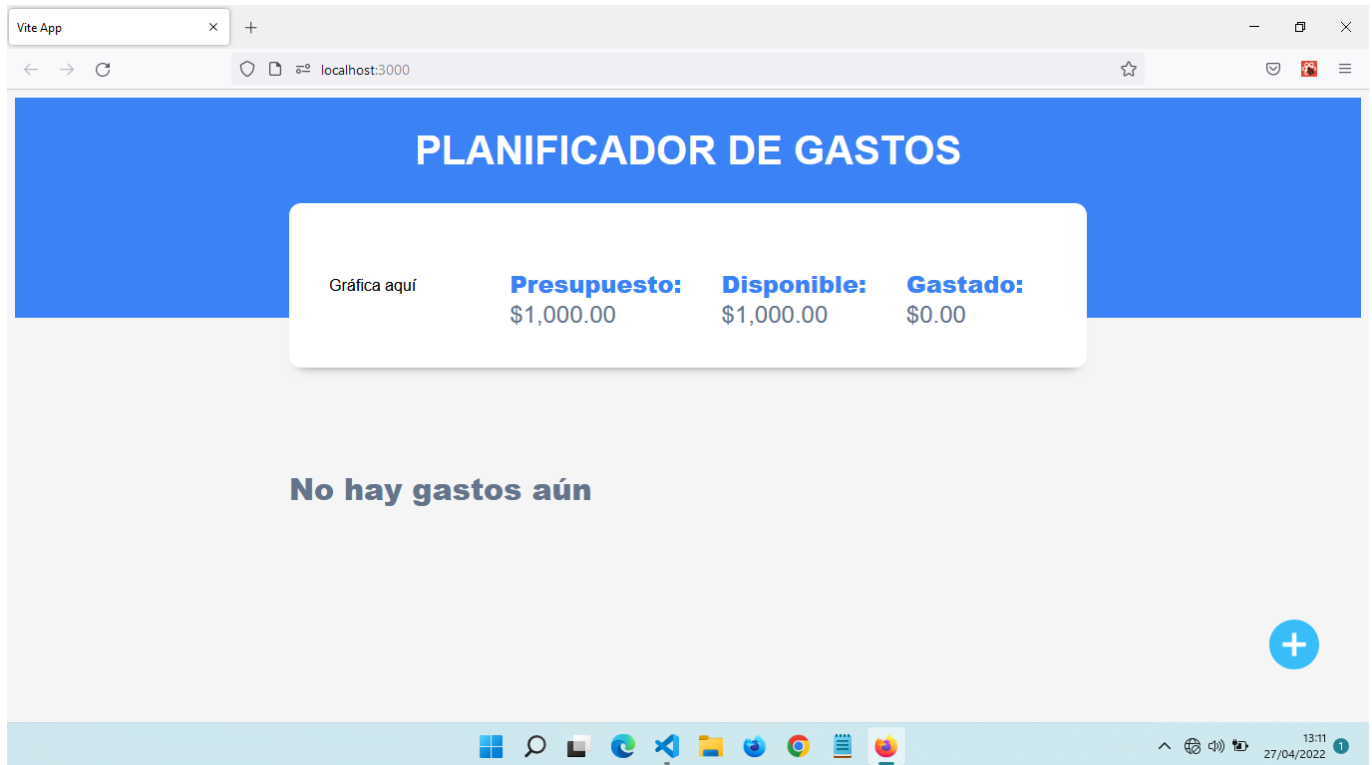 Vite App
localhost:3000
PLANIFICADOR DE GASTOS
Gráfica aquí
Presupuesto: Disponible: Gastado:
$1,000.00 $1,000.00 $0.00
No hay gastos aún
13:11
27/04/2022
1